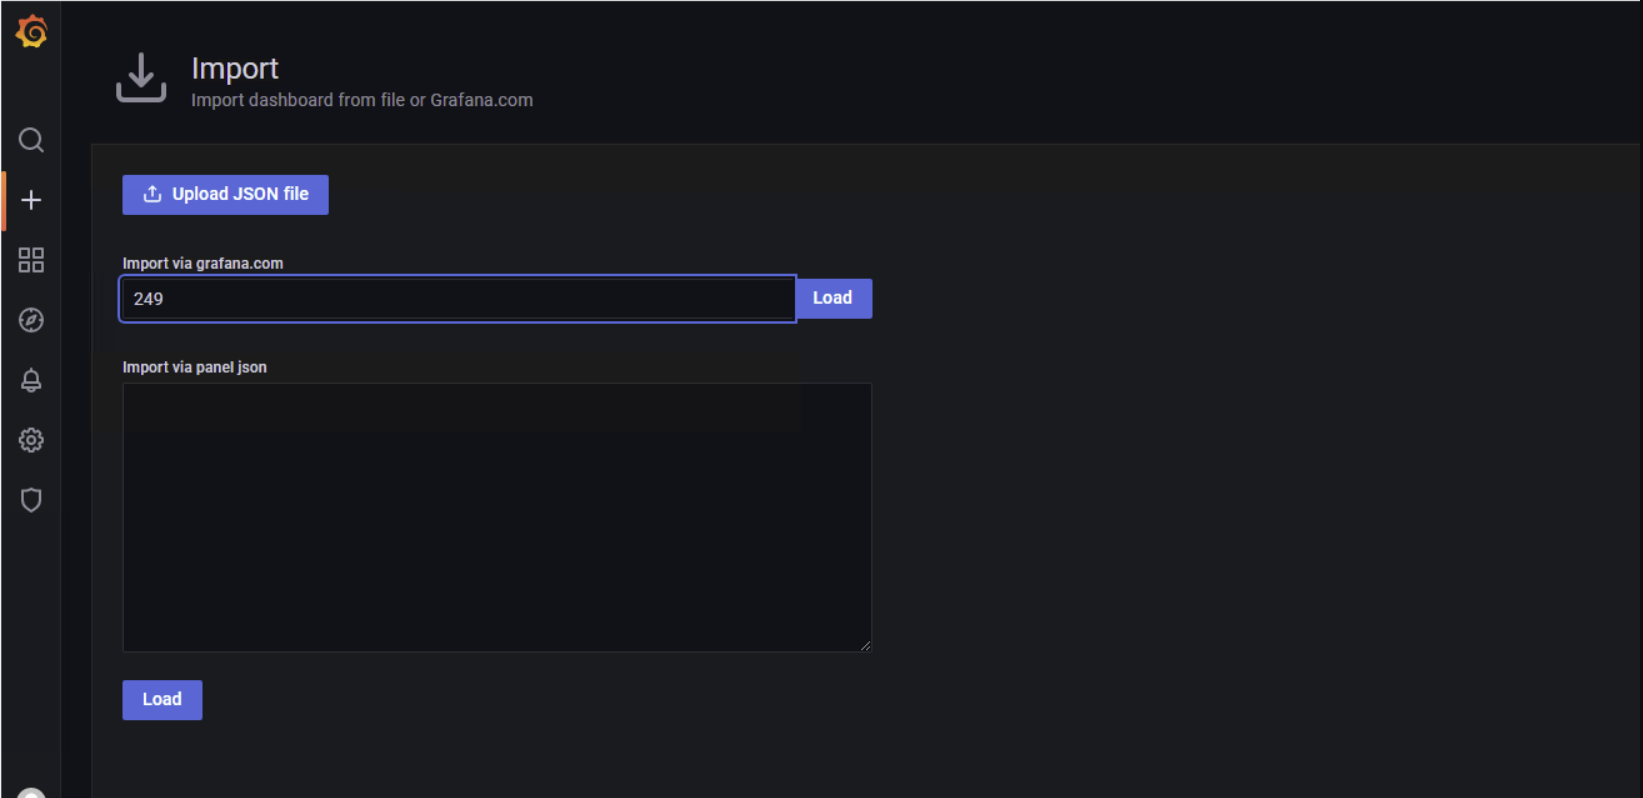 Import
Import dashboard from file or Grafana.com
Upload JSON file
Import via grafana.com
249
Load
Import via panel json
Load